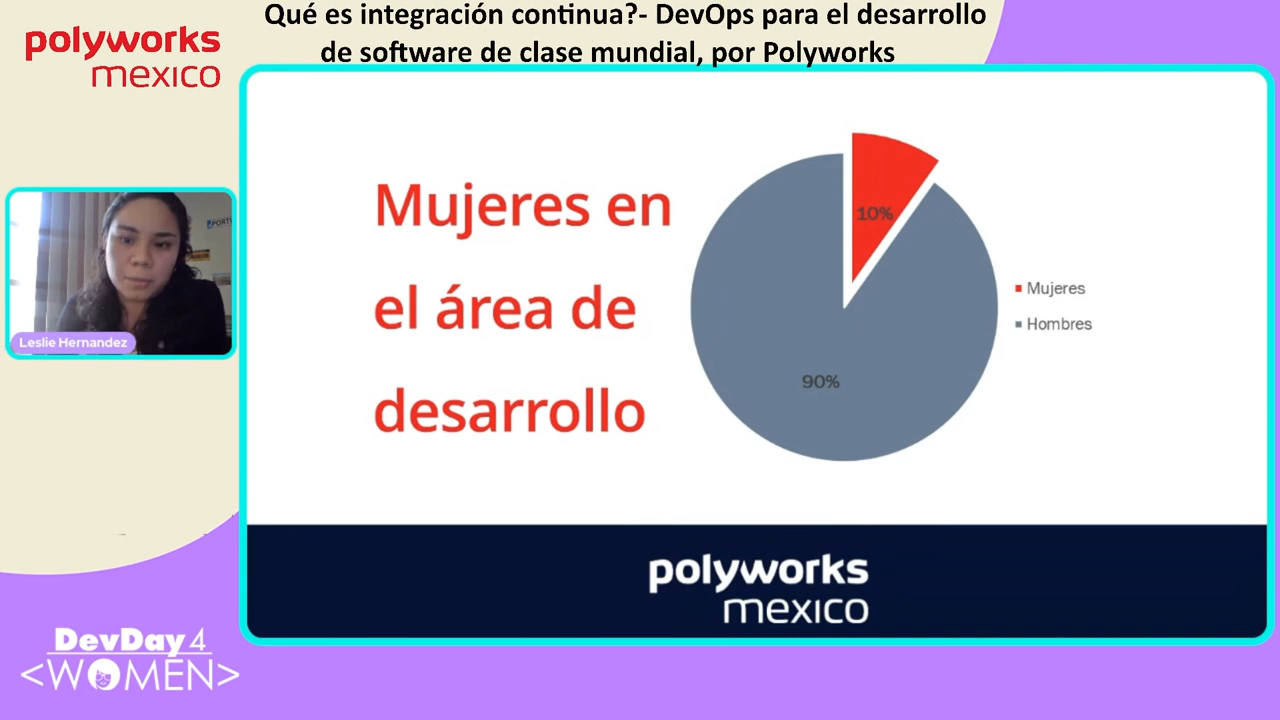 Qué es integración continua?- DevOps para el desarrollo
de software de clase mundial, por Polyworks
polyworks
mexico
Mujeres en
el área de
desarrollo
10%
90%
Mujeres
Hombres
Leslie Hernandez
polyworks
mexico
DevDay4
<WOMEN>